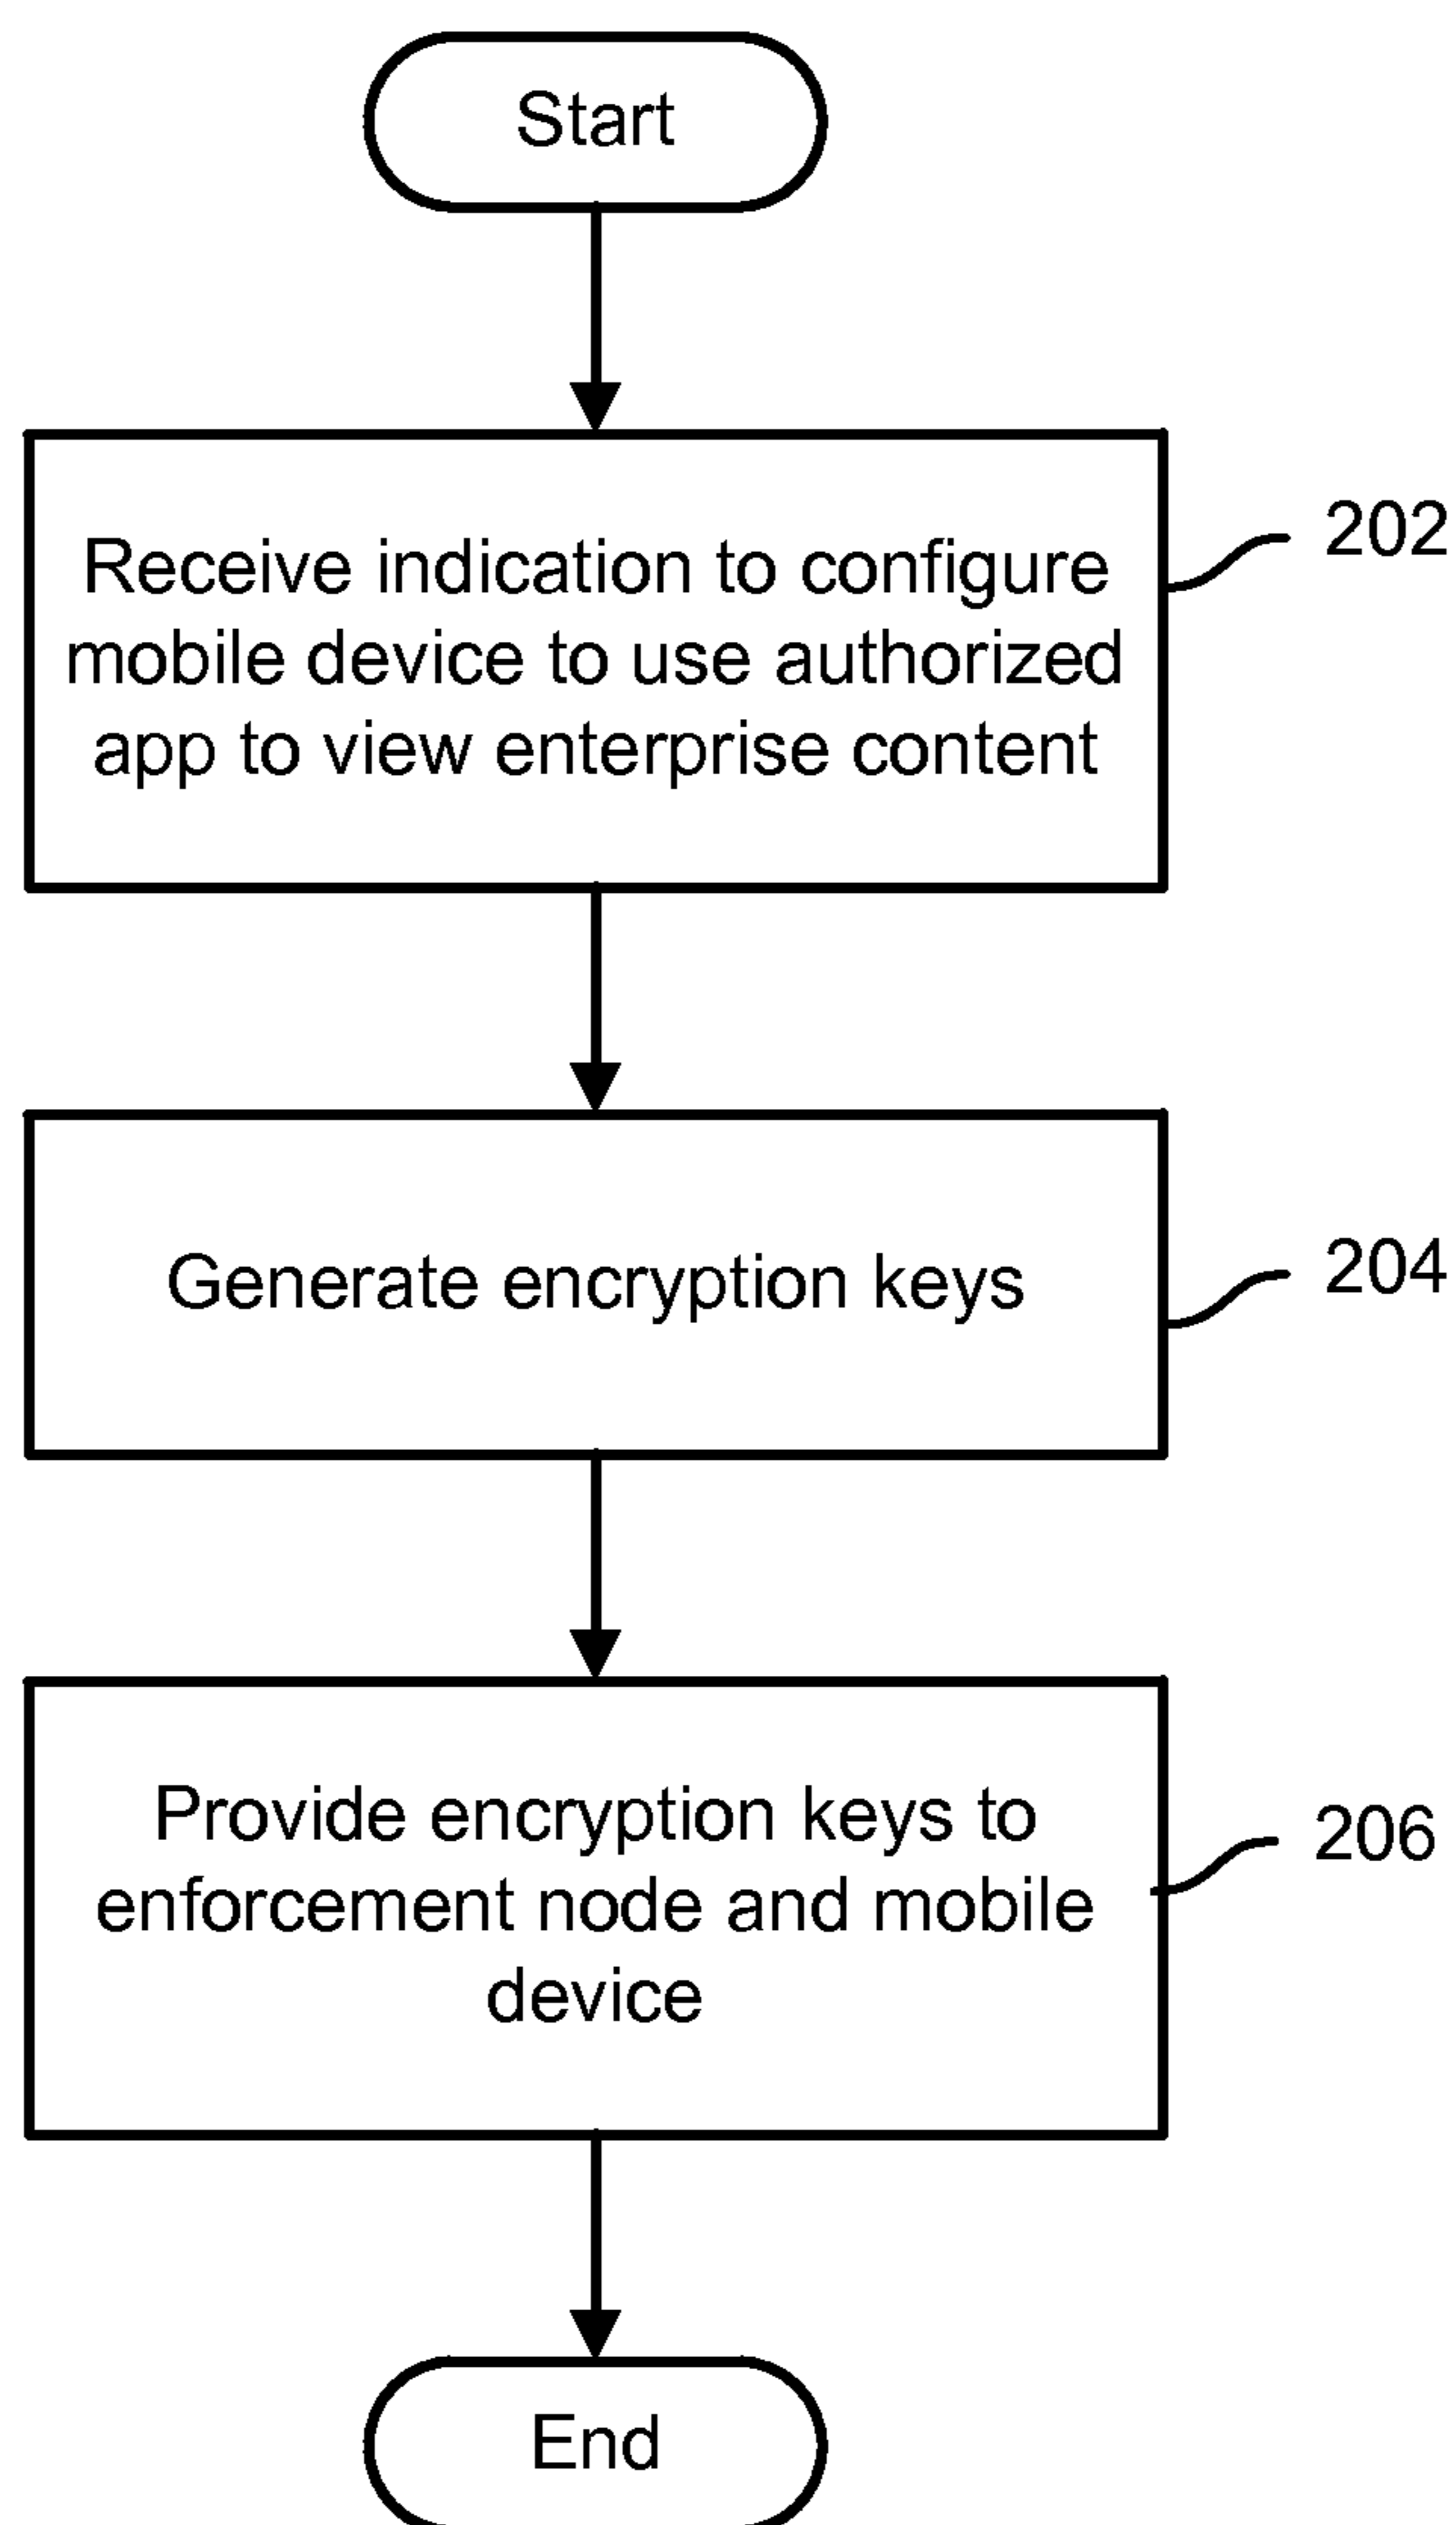 Start
Receive indication to configure
mobile device to use authorized
app to view enterprise content
202
Generate encryption keys
204
Provide encryption keys to
enforcement node and mobile
device
206
End